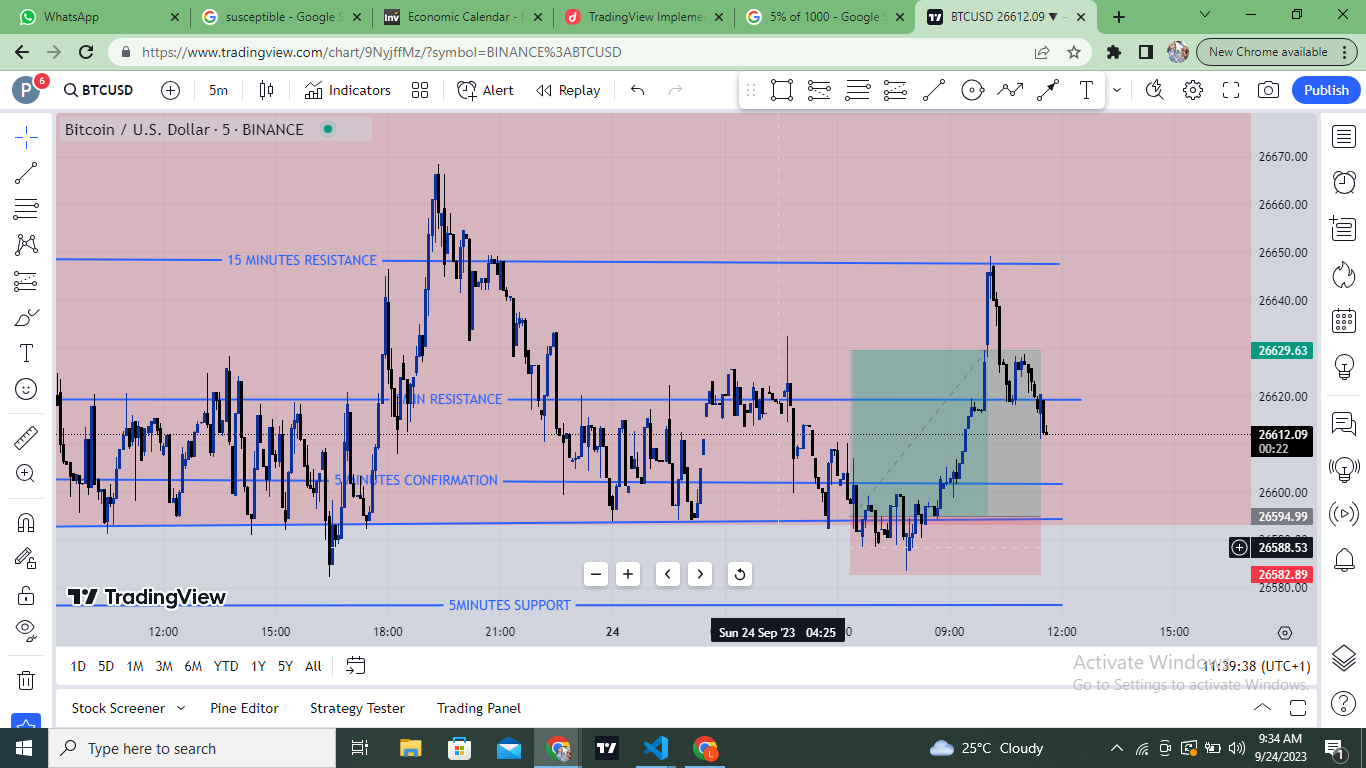 WhatsApp
susceptible - Google S
Economic Calendar - I
TradingView Impleme
5% of 1000 - Google S
BTCUSD 26612.09 ▼ -
https://www.tradingview.com/chart/9NyjffMz/?symbol=BINANCE%3ABTCUSD
New Chrome available
P
6
BTCUSD
5m
Indicators
Alert
Replay
Publish
Bitcoin / U.S. Dollar · 5 · BINANCE
26670.00
26660.00
26650.00
15 MINUTES RESISTANCE
26640.00
26629.63
26620.00
IN RESISTANCE
26612.09
00:22
5 MINUTES CONFIRMATION
26600.00
26594.99
26588.53
26582.89
26580.00
TradingView
5MINUTES SUPPORT
12:00
15:00
18:00
21:00
24
Sun 24 Sep '23 04:25
09:00
12:00
15:00
1D
5D
1M
3M
6M
YTD
1Y
5Y
All
11:39:38 (UTC+1)
Activate Windows
Go to Settings to activate Windows.
Stock Screener
Pine Editor
Strategy Tester
Trading Panel
Type here to search
25°C Cloudy
9:34 AM
9/24/2023
1